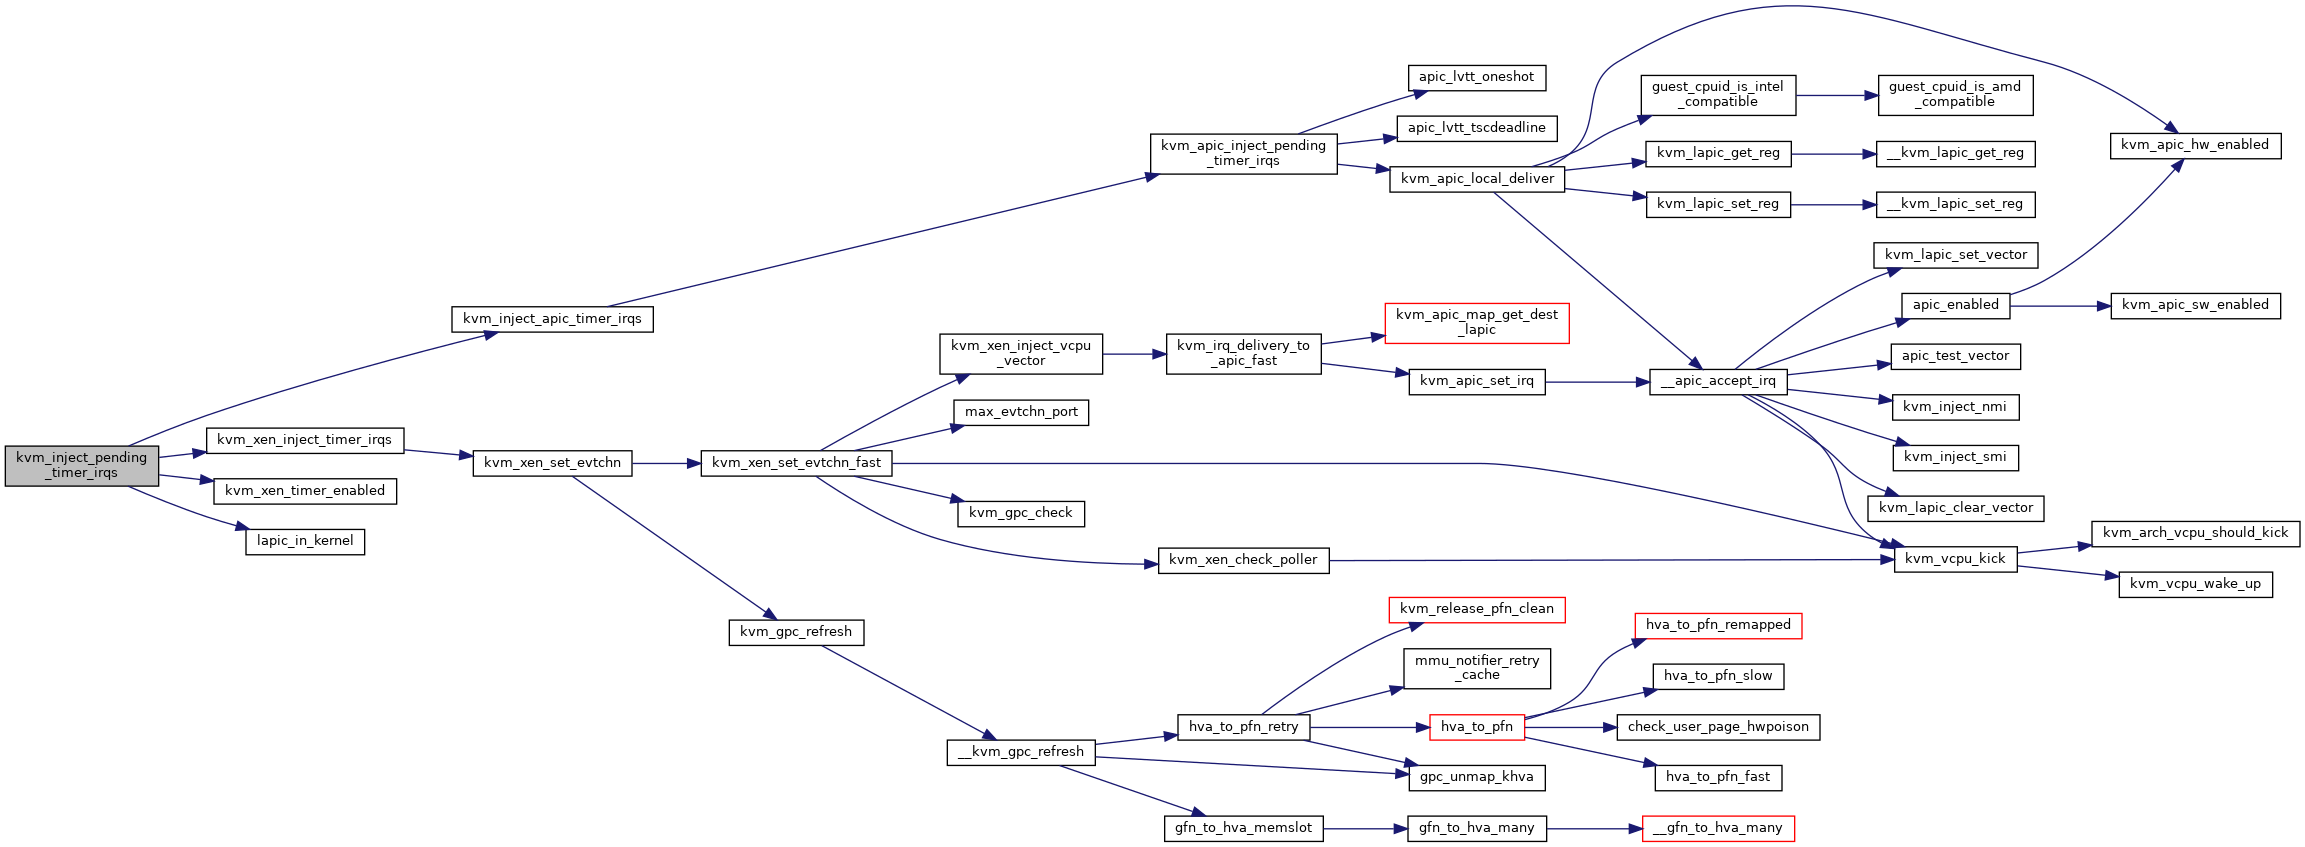 kvm_inject_pending
_timer_irqs
kvm_inject_apic_timer_irqs
kvm_xen_inject_timer_irqs
kvm_xen_timer_enabled
lapic_in_kernel
kvm_xen_set_evtchn
kvm_xen_set_evtchn_fast
kvm_gpc_refresh
kvm_xen_inject_vcpu
_vector
max_evtchn_port
kvm_gpc_check
__kvm_gpc_refresh
kvm_apic_inject_pending
_timer_irqs
kvm_irq_delivery_to
_apic_fast
kvm_xen_check_poller
hva_to_pfn_retry
gfn_to_hva_memslot
apic_lvtt_oneshot
apic_lvtt_tscdeadline
kvm_apic_local_deliver
kvm_apic_map_get_dest
_lapic
kvm_apic_set_irq
kvm_release_pfn_clean
mmu_notifier_retry
_cache
hva_to_pfn
gpc_unmap_khva
gfn_to_hva_many
guest_cpuid_is_intel
_compatible
kvm_lapic_get_reg
kvm_lapic_set_reg
__apic_accept_irq
hva_to_pfn_remapped
hva_to_pfn_slow
check_user_page_hwpoison
hva_to_pfn_fast
__gfn_to_hva_many
guest_cpuid_is_amd
_compatible
__kvm_lapic_get_reg
__kvm_lapic_set_reg
kvm_lapic_set_vector
apic_enabled
apic_test_vector
kvm_inject_nmi
kvm_inject_smi
kvm_lapic_clear_vector
kvm_vcpu_kick
kvm_apic_hw_enabled
kvm_apic_sw_enabled
kvm_arch_vcpu_should_kick
kvm_vcpu_wake_up